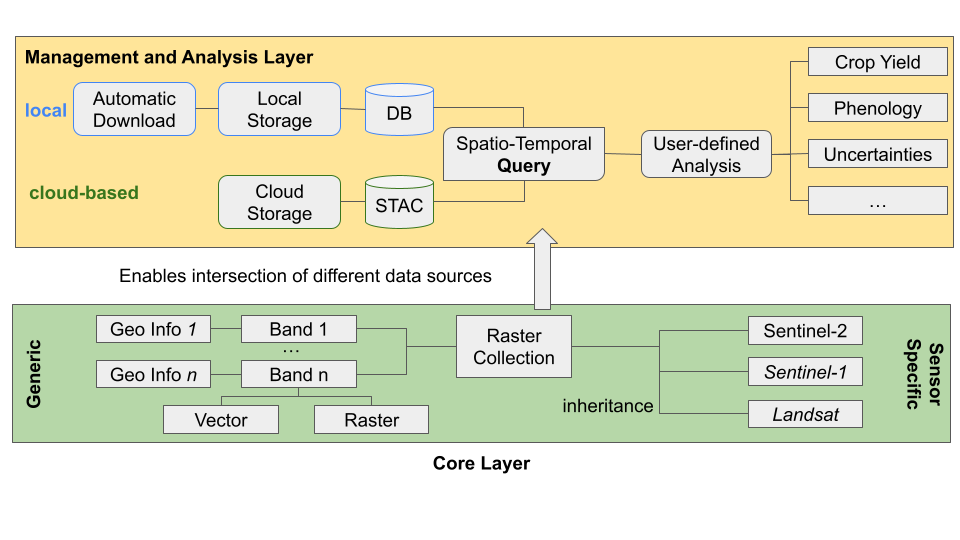 Management and Analysis Layer
local
Automatic
Download
Local
Storage
DB
cloud-based
Cloud
Storage
STAC
Spatio-Temporal
Query
User-defined
Analysis
Crop Yield
Phenology
Uncertainties
...
Enables intersection of different data sources
Generic
Geo Info 1
Band 1
...
Geo Info n
Band n
Vector
Raster
Raster
Collection
inheritance
Sentinel-2
Sentinel-1
Landsat
Sensor
Specific
Core Layer